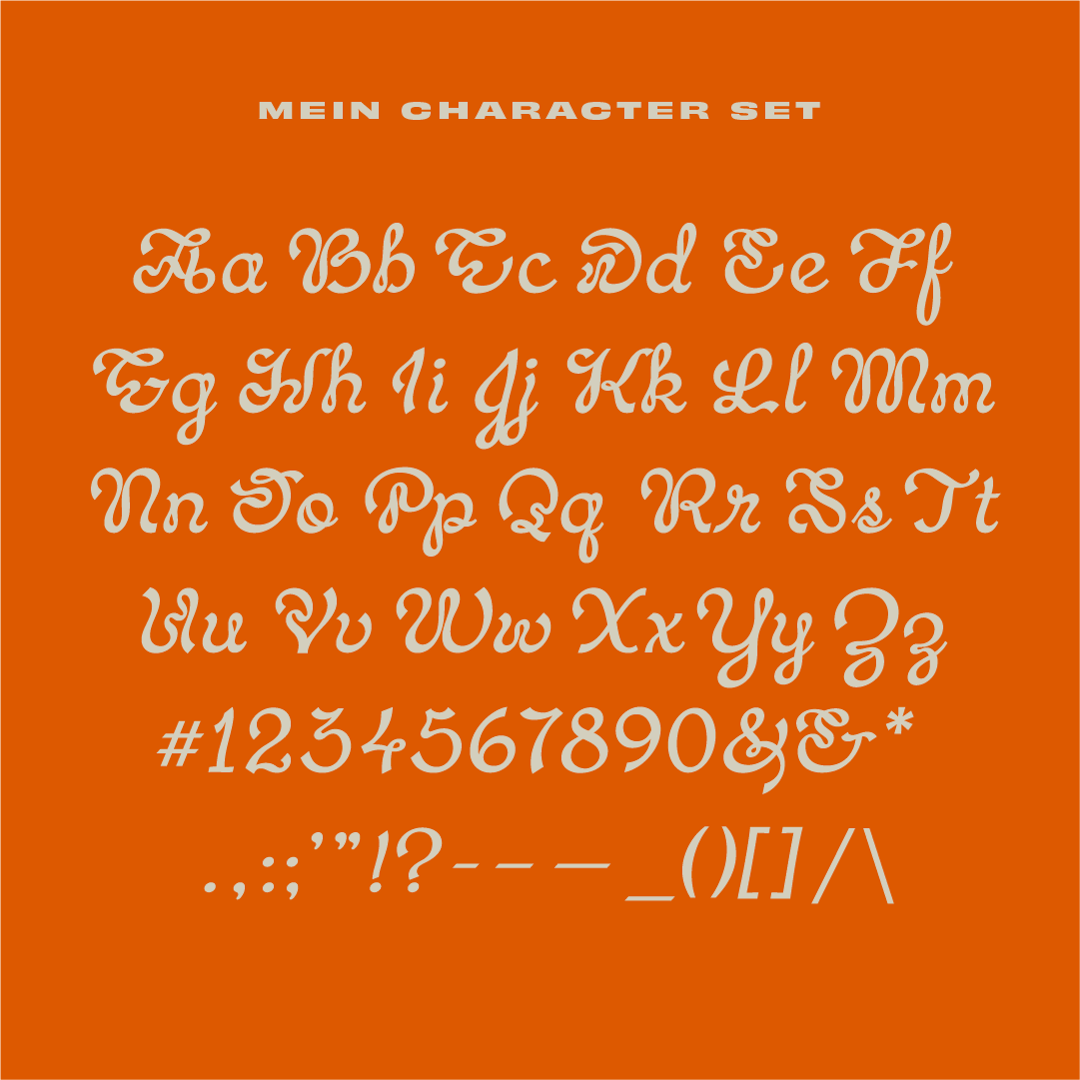 MEIN CHARACTER SET
Aa Bb Cc Dd Ee Ff
Gg Hh Ii Jj Kk Ll Mm
Nn Oo Pp Qq Rr Ss Tt
Uu Vv Ww Xx Yy Zz
#1234567890&&*
.,:;’”!?-–—_()[]/\